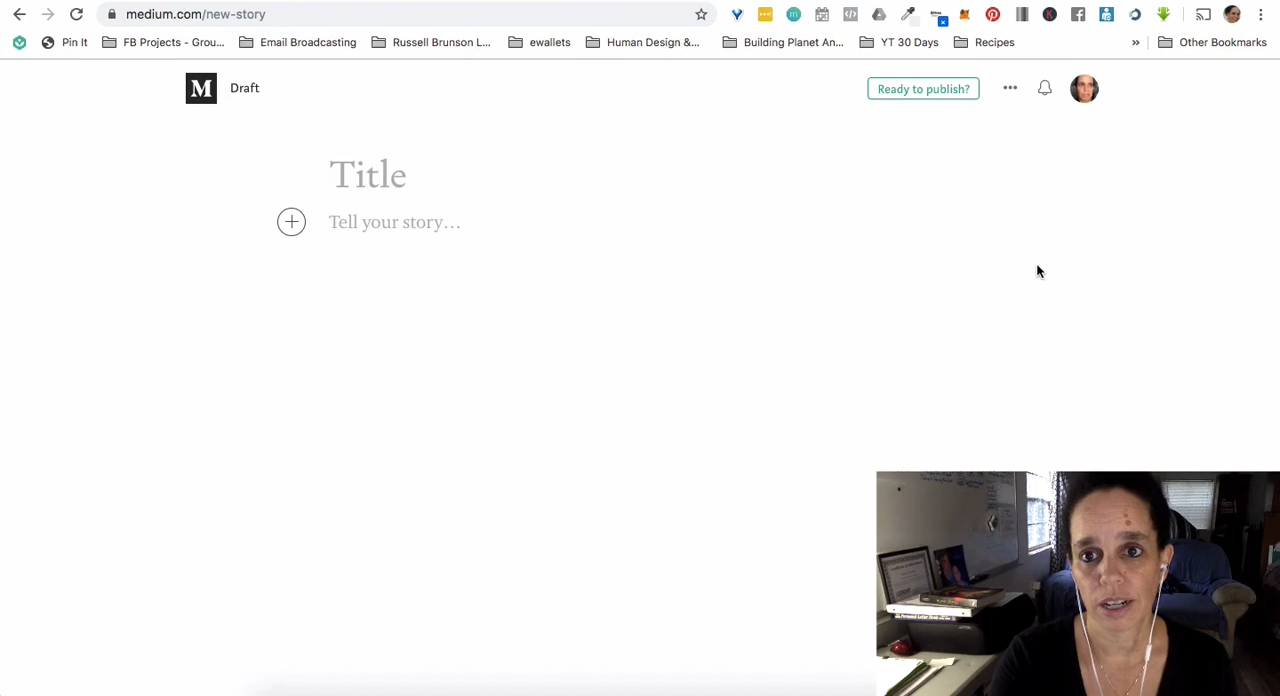 medium.com/new-story
Pin It
FB Projects - Grou...
Email Broadcasting
Russell Brunson L...
ewallets
Human Design &...
Building Planet An...
YT 30 Days
Recipes
»
Other Bookmarks
M
Draft
Ready to publish?
Title
Tell your story...